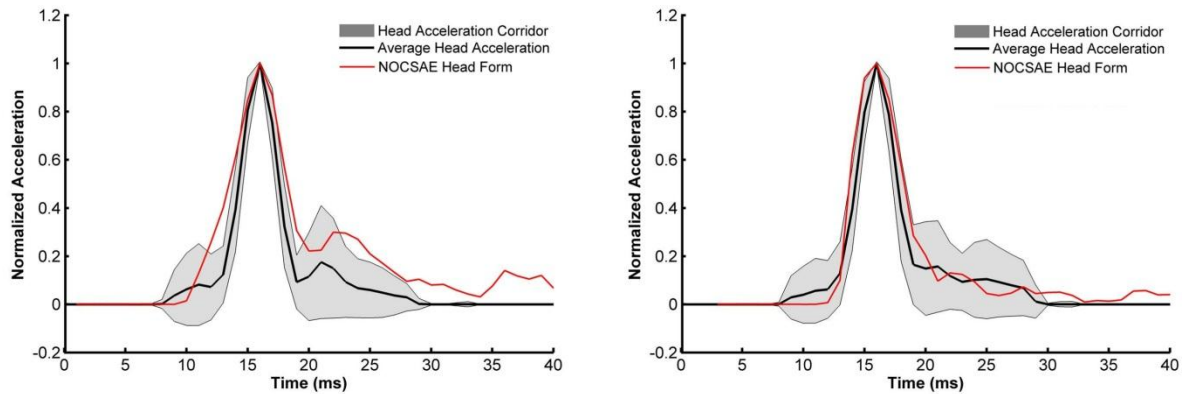 1.2
1
0.8
0.6
0.4
0.2
0
-0.2
Normalized Acceleration
0 5 10 15 20 25 30 35 40
Time (ms)
Head Acceleration Corridor
Average Head Acceleration
NOCSAE Head Form
1.2
1
0.8
0.6
0.4
0.2
0
-0.2
Normalized Acceleration
0 5 10 15 20 25 30 35 40
Time (ms)
Head Acceleration Corridor
Average Head Acceleration
NOCSAE Head Form